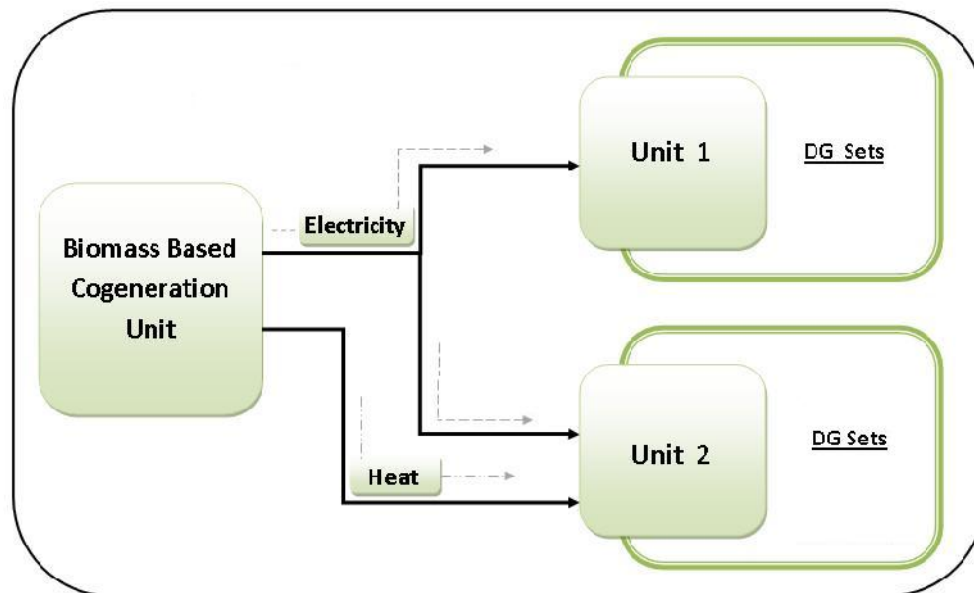 Unit 1
DG Sets
Electricity
Biomass Based
Cogeneration
Unit
Unit 2
DG Sets
Heat